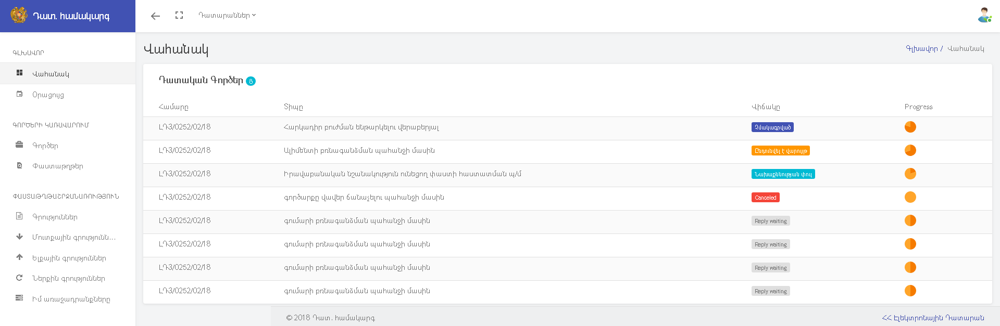 Դատ. համակարգ
Դատարաններ
ԳԼԽԱՎՈՐ
Վահանակ
Օրացույց
ԳՈՐԾԵՐԻ ԿԱՌԱՎԱՐՈՒՄ
Գործեր
Փաստաթղթեր
ՓԱՍՏԱԹՂԹԱՇՐՋԱՆԱՌՈՒԹՅՈՒՆ
Գրություններ
Մուտքային գրությունն...
Ելքային գրություններ
Ներքին գրություններ
Իմ առաջադրանքները
Վահանակ
Գլխավոր / Վահանակ
Դատական Գործեր 8
Համարը Տիպը Վիճակը Progress
ԼԴ3/0252/02/18 Հարկադիր բուժման ենթարկելու վերաբերյալ Չմակագրված
ԼԴ3/0252/02/18 Ալիմենտի բռնագանձման պահանջի մասին Ընդունվել է վարույթ
ԼԴ3/0252/02/18 Իրավաբանական նշանակություն ունեցող փաստի հաստատման պ/մ Նախաքննության փուլ
ԼԴ3/0252/02/18 գործարքը վավեր ճանաչելու պահանջի մասին Canceled
ԼԴ3/0252/02/18 գումարի բռնագանձման պահանջի մասին Reply waiting
ԼԴ3/0252/02/18 գումարի բռնագանձման պահանջի մասին Reply waiting
ԼԴ3/0252/02/18 գումարի բռնագանձման պահանջի մասին Reply waiting
ԼԴ3/0252/02/18 գումարի բռնագանձման պահանջի մասին Reply waiting
© 2018 Դատ. համակարգ
ՀՀ Էլեկտրոնային Դատարան